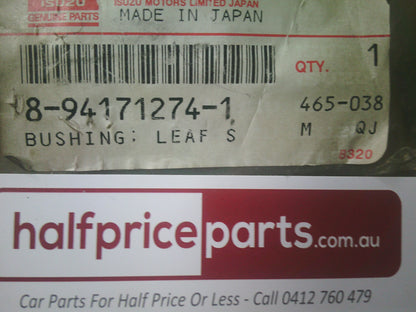 ISUZU
GENUINE PARTS
ISUZU MOTORS LIMITED JAPAN
MADE IN JAPAN
QTY. 1
8-94171274-1 465-038
BUSHING: LEAF S M QJ
8320
halfpriceparts.com.au
Car Parts For Half Price Or Less - Call 0412 760 479